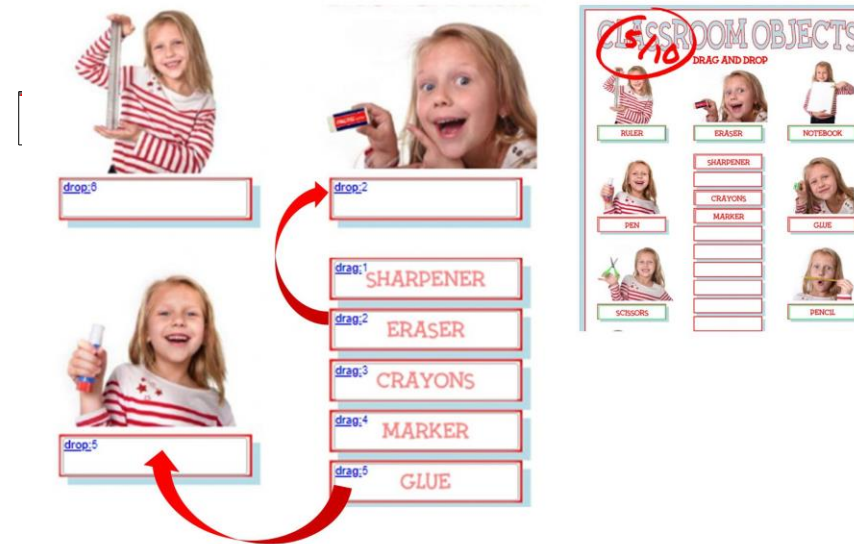 drop:6
drop:2
drag:1
SHARPENER
drag:2
ERASER
drag:3
CRAYONS
drag:4
MARKER
drop:5
drag:5
GLUE
CLASSROOM OBJECTS
5/10
DRAG AND DROP
RULER
ERASER
NOTEBOOK
SHARPENER
CRAYONS
MARKER
PEN
GLUE
SCISSORS
PENCIL